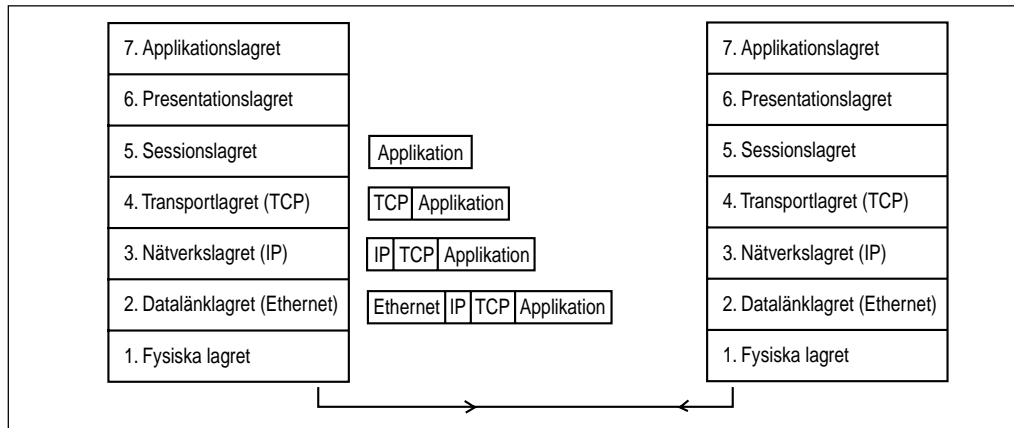 7. Applikationslagret
6. Presentationslagret
5. Sessionslagret
4. Transportlagret (TCP)
3. Nätverkslagret (IP)
2. Datalänklagret (Ethernet)
1. Fysiska lagret
Applikation
TCP Applikation
IP TCP Applikation
Ethernet IP TCP Applikation
7. Applikationslagret
6. Presentationslagret
5. Sessionslagret
4. Transportlagret (TCP)
3. Nätverkslagret (IP)
2. Datalänklagret (Ethernet)
1. Fysiska lagret